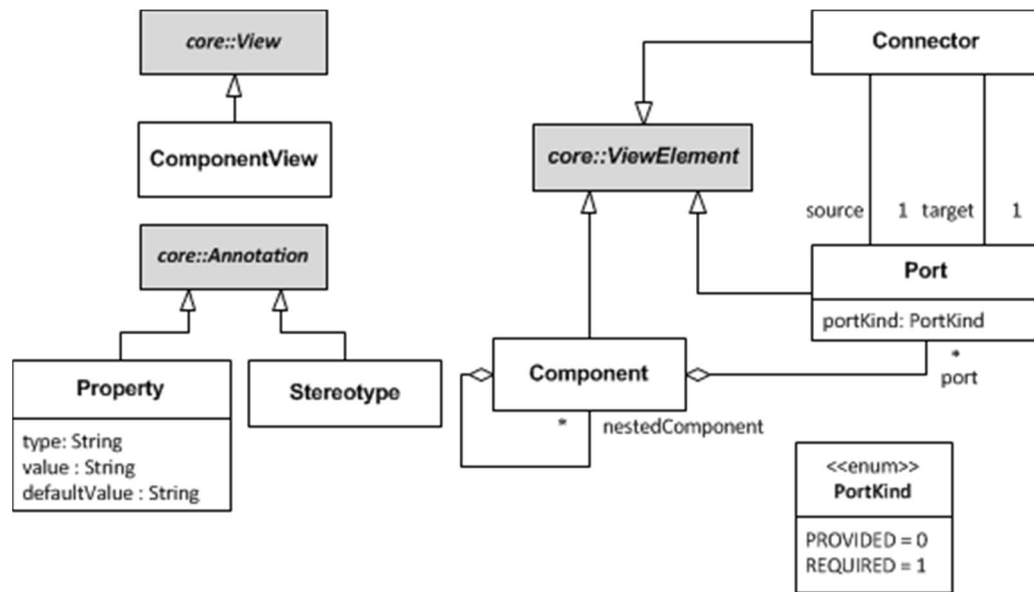 core::View
ComponentView
core::Annotation
Property
type: String
value : String
defaultValue : String
Stereotype
Connector
core::ViewElement
source 1 target 1
Port
portKind: PortKind
*
port
Component
* nestedComponent
<<enum>>
PortKind
PROVIDED = 0
REQUIRED = 1